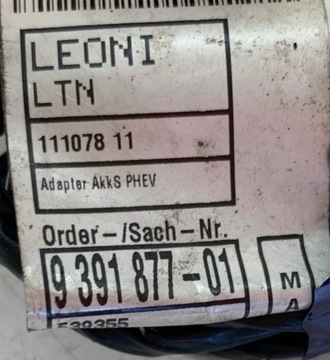 LEONI
LTN
111078 11
Adapter AkkS PHEV
Order-/Sach-Nr.
9 391 877-01
M